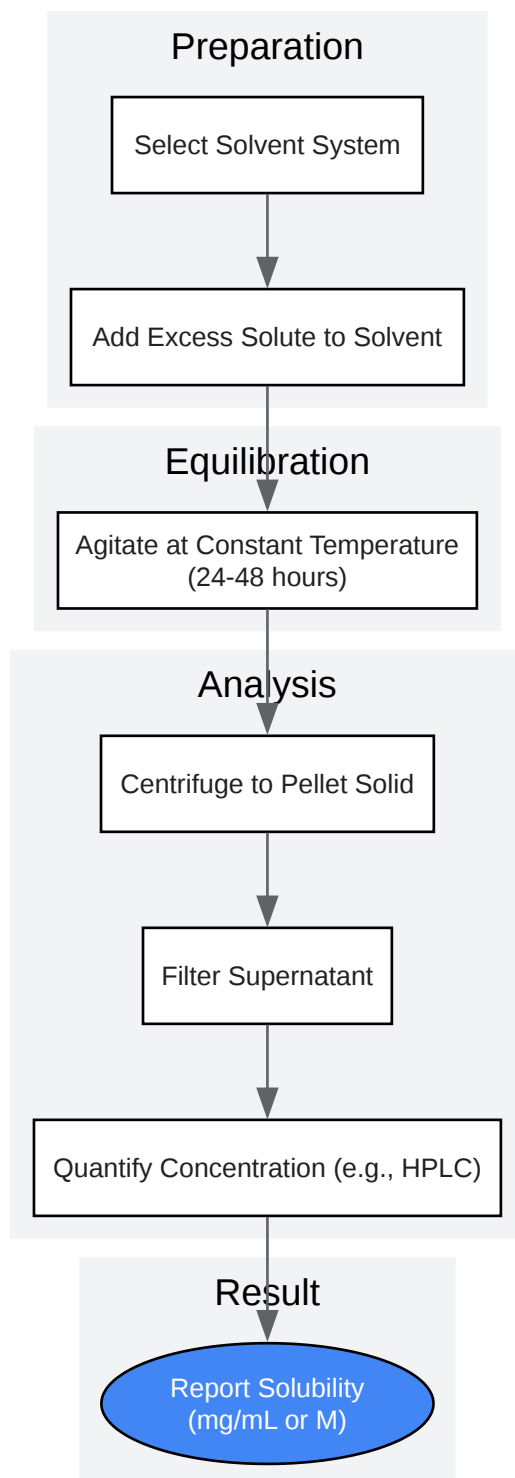 Preparation
Select Solvent System
Add Excess Solute to Solvent
Equilibration
Agitate at Constant Temperature
(24-48 hours)
Analysis
Centrifuge to Pellet Solid
Filter Supernatant
Quantify Concentration (e.g., HPLC)
Result
Report Solubility
(mg/mL or M)